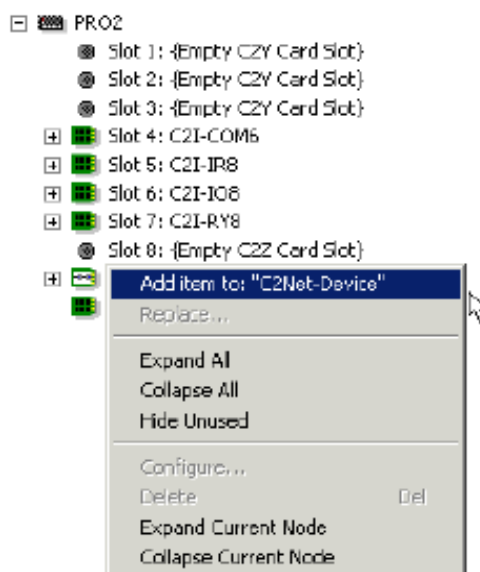 PRO2
Slot 1: {Empty C2Y Card Slot}
Slot 2: {Empty C2Y Card Slot}
Slot 3: {Empty C2Y Card Slot}
Slot 4: C2I-COM6
Slot 5: C2I-IR8
Slot 6: C2I-IO8
Slot 7: C2I-RY8
Slot 8: {Empty C2Z Card Slot}
Add item to: "C2Net-Device"
Replace...
Expand All
Collapse All
Hide Unused
Configure...
Delete Del
Expand Current Node
Collapse Current Node